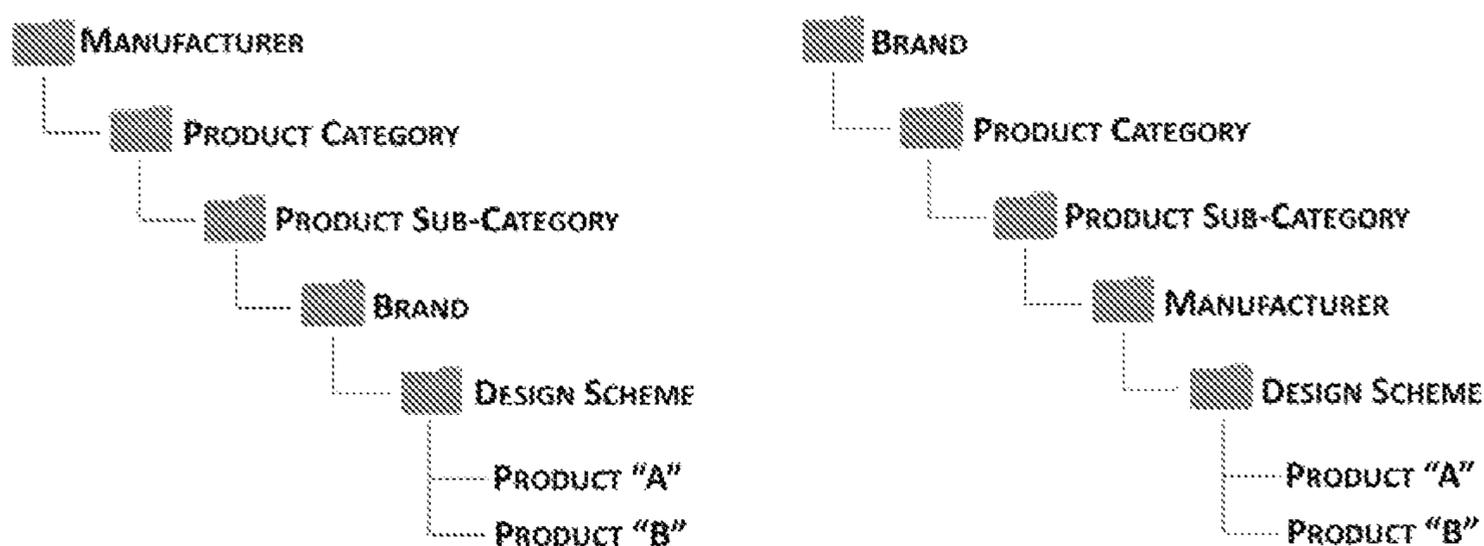 MANUFACTURER
PRODUCT CATEGORY
PRODUCT SUB-CATEGORY
BRAND
DESIGN SCHEME
PRODUCT “A”
PRODUCT “B”
BRAND
PRODUCT CATEGORY
PRODUCT SUB-CATEGORY
MANUFACTURER
DESIGN SCHEME
PRODUCT “A”
PRODUCT “B”